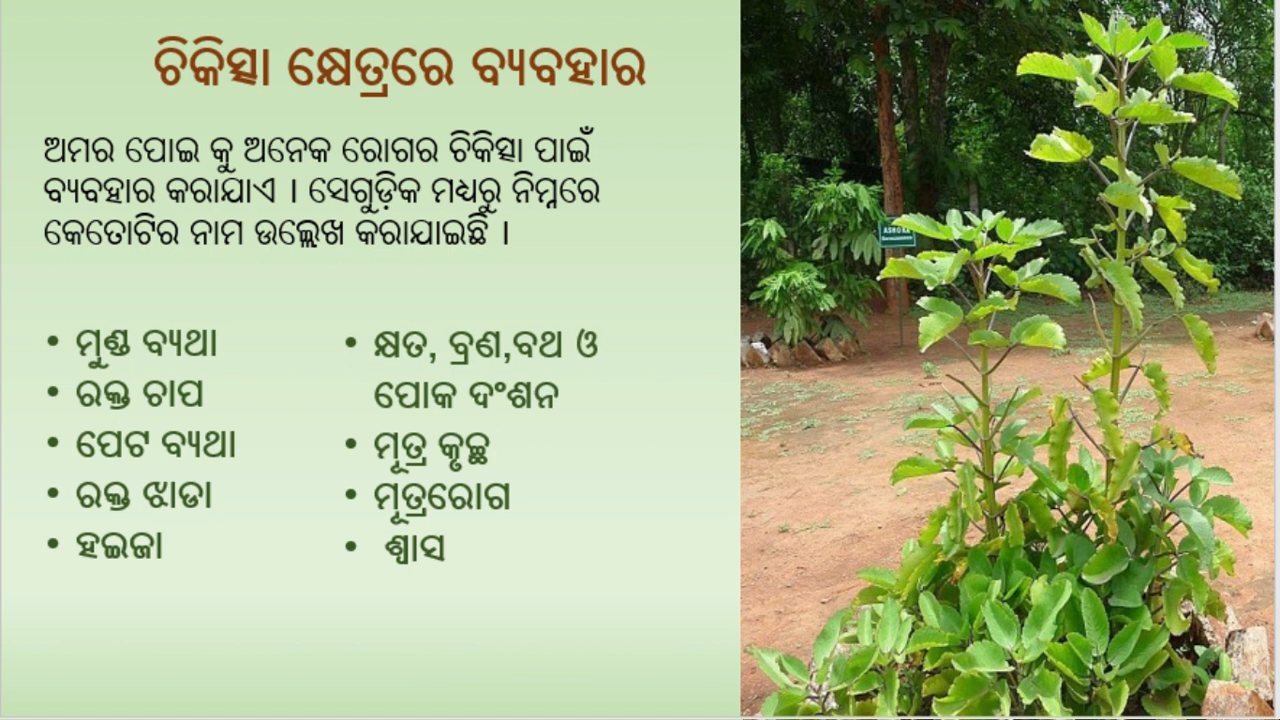 ଚିକିତ୍ସା କ୍ଷେତ୍ରରେ ବ୍ୟବହାର
ଅମର ପୋଇ କୁ ଅନେକ ରୋଗର ଚିକିତ୍ସା ପାଇଁ
ବ୍ୟବହାର କରାଯାଏ । ସେଗୁଡ଼ିକ ମଧ୍ୟରୁ ନିମ୍ନରେ
କେତୋଟିର ନାମ ଉଲ୍ଲେଖ କରାଯାଇଛି ।
• ମୁଣ୍ଡ ବ୍ୟଥା
• ରକ୍ତ ଚାପ
• ପେଟ ବ୍ୟଥା
• ରକ୍ତ ଝାଡା
• ହଇଜା
• କ୍ଷତ, ବ୍ରଣ,ବଥ ଓ
ପୋକ ଦଂଶନ
• ମୂତ୍ର କୃଚ୍ଛ
• ମୂତ୍ରରୋଗ
• ଶ୍ଵାସ
ASHOKA